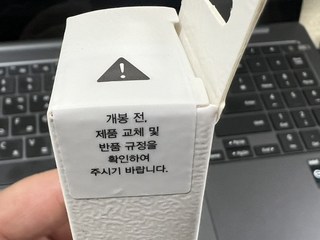 개봉 전,
제품 교체 및
반품 규정을
확인하여
주시기 바랍니다.